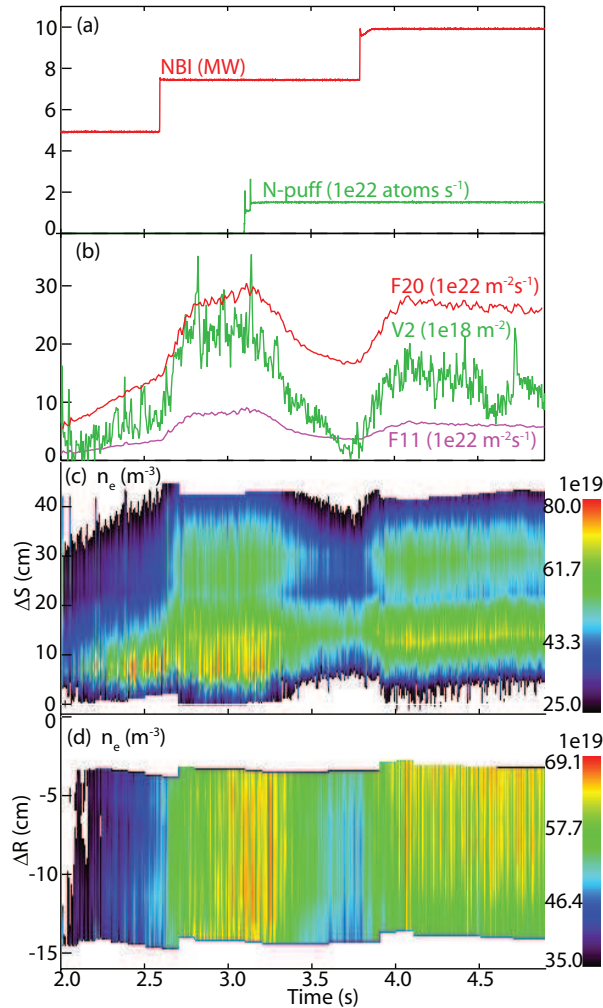 (a)
10
8
6
4
2
0
NBI (MW)
N-puff (1e22 atoms s⁻¹)
(b)
30
20
10
0
F20 (1e22 m⁻²s⁻¹)
V2 (1e18 m⁻²)
F11 (1e22 m⁻²s⁻¹)
(c) nₑ (m⁻³)
40
30
20
10
0
ΔS (cm)
1e19
80.0
61.7
43.3
25.0
(d) nₑ (m⁻³)
0
-5
-10
-15
ΔR (cm)
1e19
69.1
57.7
46.4
35.0
2.0 2.5 3.0 3.5 4.0 4.5
Time (s)